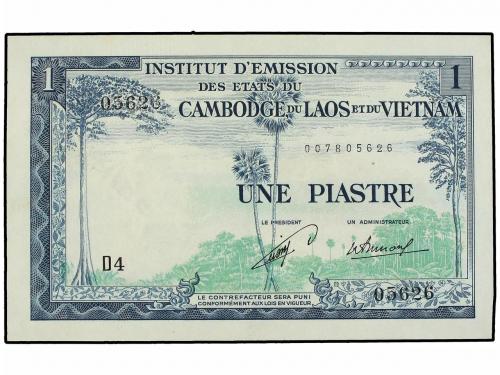 1 INSTITUT D'EMISSION 1
DES ETATS DU
05626 CAMBODGE, DU LAOS ET DU VIETNAM
007805626
UNE PIASTRE
LE PRESIDENT UN ADMINISTRATEUR
D4
05626
LE CONTREFACTEUR SERA PUNI
CONFORMÉMENT AUX LOIS EN VIGUEUR